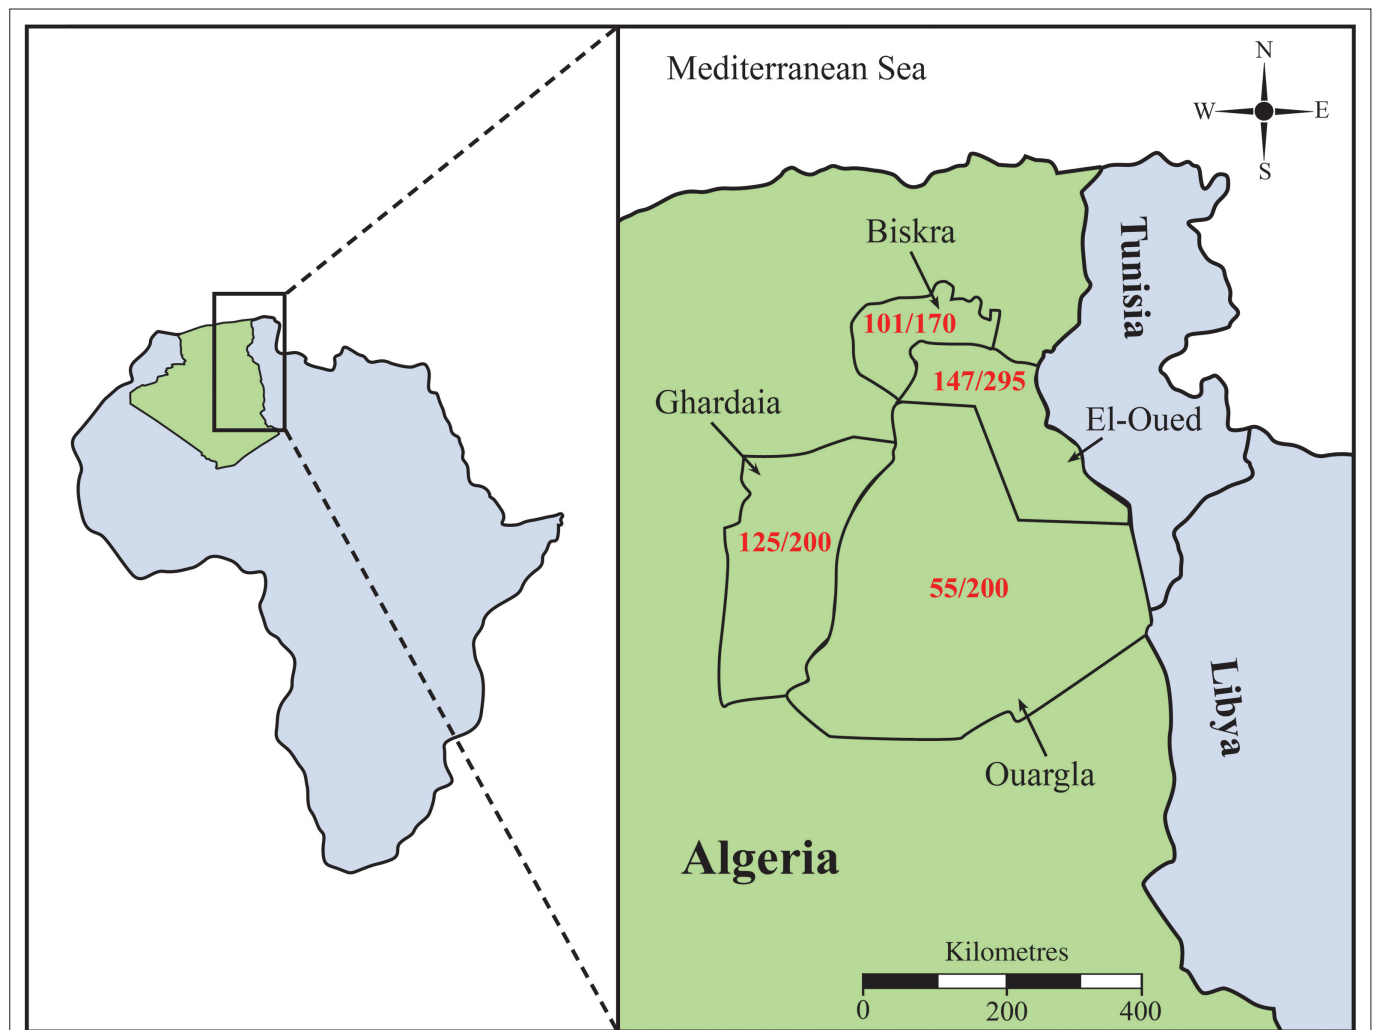 Mediterranean Sea
N
W
E
S
Tunisia
Biskra
101/170
147/295
Ghardaia
El-Oued
125/200
55/200
Libya
Ouargla
Algeria
Kilometres
0
200
400